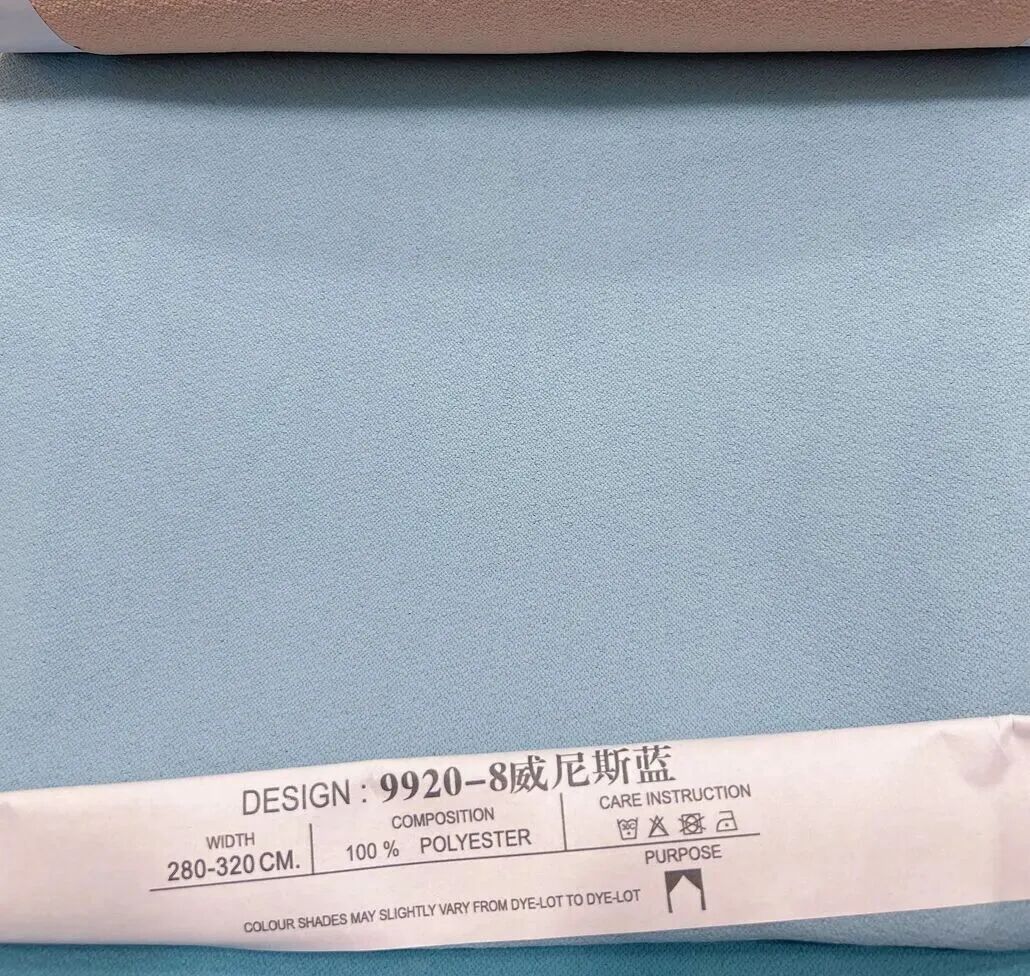 DESIGN : 9920-8威尼斯蓝
WIDTH
280-320 CM.
COMPOSITION
100 % POLYESTER
CARE INSTRUCTION
PURPOSE
COLOUR SHADES MAY SLIGHTLY VARY FROM DYE-LOT TO DYE-LOT